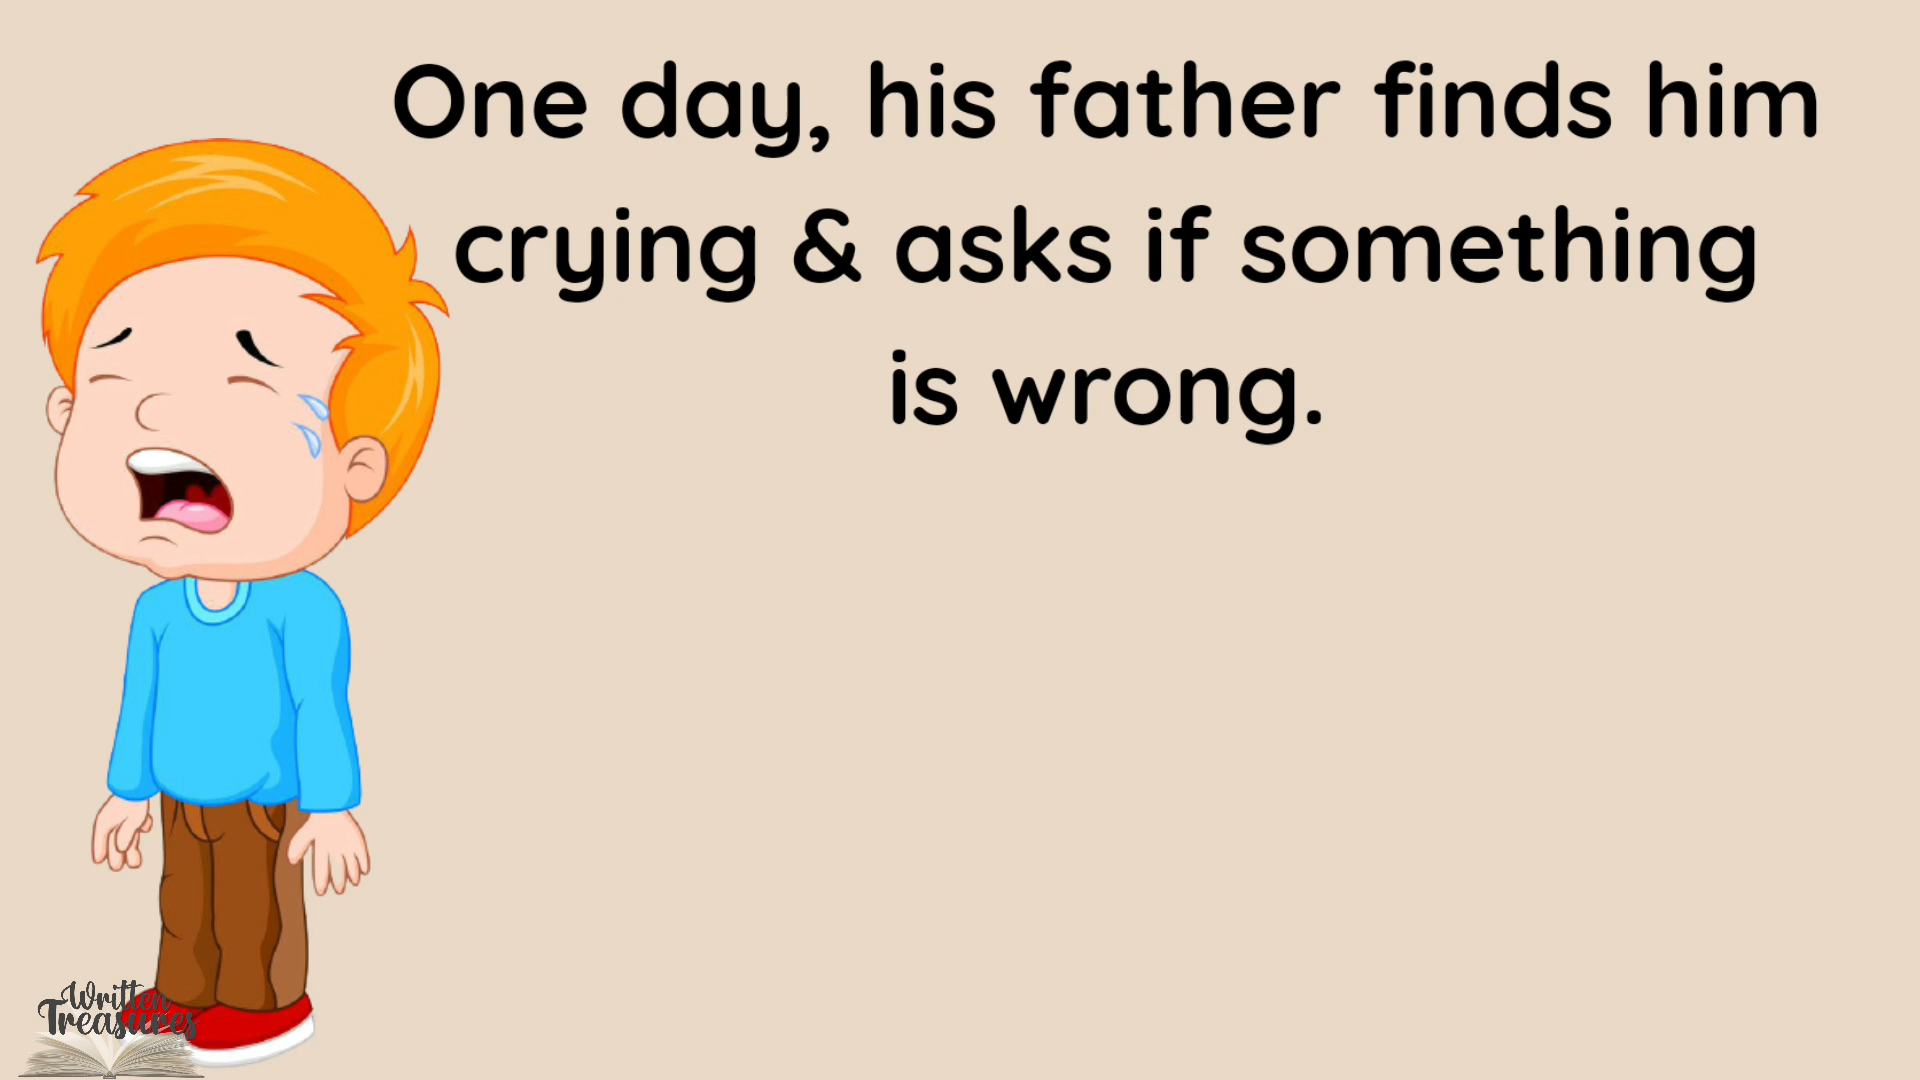 One day, his father finds him
crying & asks if something
is wrong.
Written
Treasures